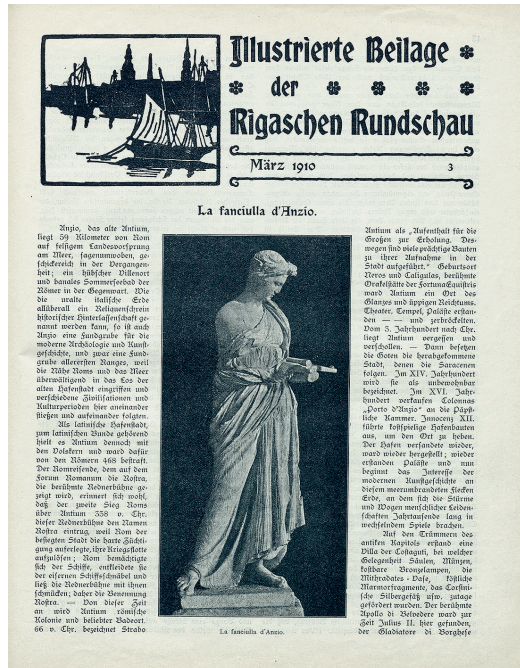 Illustrierte Beilage
der
Rigaschen Rundschau
März 1910
3
La fanciulla d'Anzio.
Anzio, das alte Antium,
liegt 59 Kilometer von Rom
auf felsigem Landesvorsprung
am Meer, sagenumwoben, ge-
schickereich in der Vergangen-
heit; ein hübscher Villenort
und banales Sommerseebad der
Römer in der Gegenwart. Wie
die uralte italische Erde
allüberall ein Reliquienschrein
historischer Hinterlassenschaft ge-
nannt werden kann, so ist auch
Anzio eine Fundgrube für die
moderne Archäologie und Kunst-
geschichte, und zwar eine Fund-
grube allerersten Ranges, weil
die Nähe Roms und das Meer
überwältigend in das Los der
alten Hafenstadt eingriffen und
verschiedene Zivilisationen und
Kulturperioden hier aneinander
stießen und aufeinander folgten.
Als latinische Hafenstadt,
zum latinischen Bunde gehörend
hielt es Antium dennoch mit
den Volskern und ward dafür
von den Römern 468 bestraft.
Der Romreisende, dem auf dem
Forum Romanum die Rostra,
die berühmte Rednerbühne ge-
zeigt wird, erinnert sich wohl,
daß der zweite Sieg Roms
über Antium 338 v. Chr.
dieser Rednerbühne den Namen
Rostra eintrug, weil Rom der
besiegten Stadt die harte Züchti-
gung auferlegte, ihre Kriegsflotte
aufzulösen; Rom bemächtigte
sich der Schiffe, entkleidete sie
der eisernen Schiffsschnäbel und
ließ die Rednerbühne mit ihnen
schmücken; daher die Benennung
Rostra. — Von dieser Zeit
an wird Antium römische
Kolonie und beliebter Badeort.
66 v. Chr. bezeichnet Strabo
La fanciulla d'Anzio.
Antium als „Aufenthalt für die
Großen zur Erholung. Des-
wegen sind viele prächtige Bauten
zu ihrer Aufnahme in der
Stadt aufgeführt.“ Geburtsort
Neros und Caligulas, berühmte
Orakelstätte der Fortuna Equistris
ward Antium ein Ort des
Glanzes und üppigen Reichtums,
Theater, Tempel, Paläste erstan-
den — — und zerbröckelten.
Vom 3. Jahrhundert nach Chr.
liegt Antium vergessen und
verschollen. — Dann besetzen
die Goten die herabgekommene
Stadt, denen die Saracenen
folgen. Im XIV. Jahrhundert
wird sie als unbewohnbar
bezeichnet. Im XVI. Jahr-
hundert verkaufen Colonnas
„Porto d'Anzio“ an die Päpst-
liche Kammer. Innocenz XII.
führte kostspielige Hafenbauten
aus, um den Ort zu heben.
Der Hafen versandete wieder,
ward wieder hergestellt; wieder
erstanden Paläste und nun
beginnt das Interesse der
modernen Kunstgeschichte an
diesem meerumbrandeten Flecken
Erde, an dem sich die Stürme
und Wogen menschlicher Leiden-
schaften Jahrtausende lang in
wechselndem Spiele brachen.
Auf den Trümmern des
antiken Kapitols erstand eine
Villa der Costaguti, bei welcher
Gelegenheit Säulen, Münzen,
kostbare Bronzelampen, die
Mithradates-Vase, köstliche
Marmorfragmente, das Corsini-
sche Silbergefäß usw. zutage
gefördert wurden. Der berühmte
Apollo di Belvedere ward zur
Zeit Julius II. hier gefunden,
der Gladiatore di Borghese